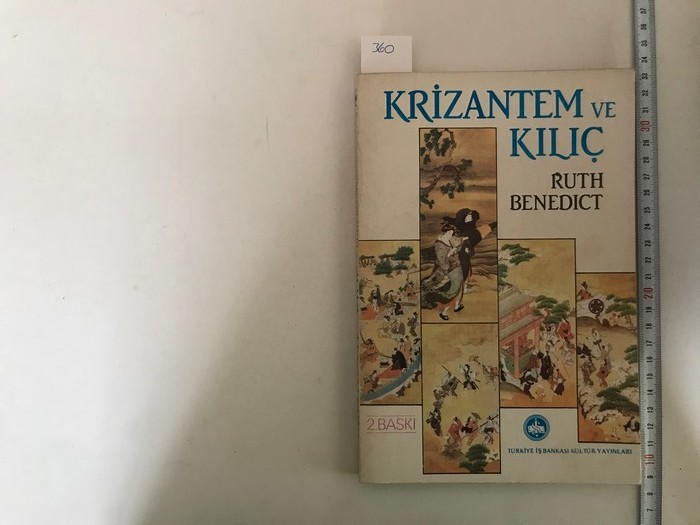 360
KRİZANTEM VE
KILIÇ
RUTH
BENEDICT
2.BASKI
TÜRKİYE İŞ BANKASI KÜLTÜR YAYINLARI